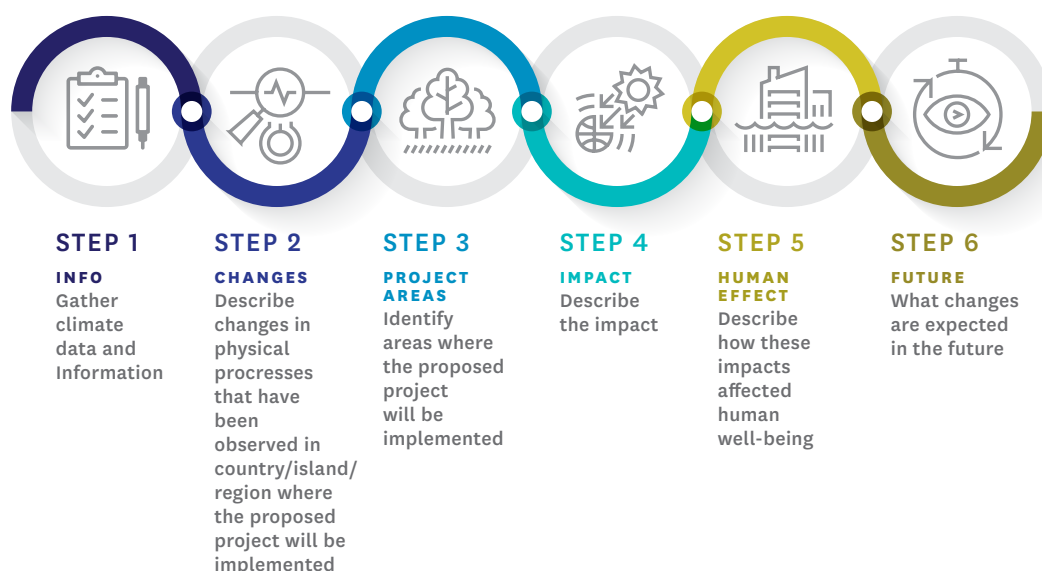 STEP 1
INFO
Gather
climate
data and
Information
STEP 2
CHANGES
Describe
changes in
physical
procresses
that have
been
observed in
country/island/
region where
the proposed
project will be
implemented
STEP 3
PROJECT
AREAS
Identify
areas where
the proposed
project
will be
implemented
STEP 4
IMPACT
Describe
the impact
STEP 5
HUMAN
EFFECT
Describe
how these
impacts
affected
human
well-being
STEP 6
FUTURE
What changes
are expected
in the future